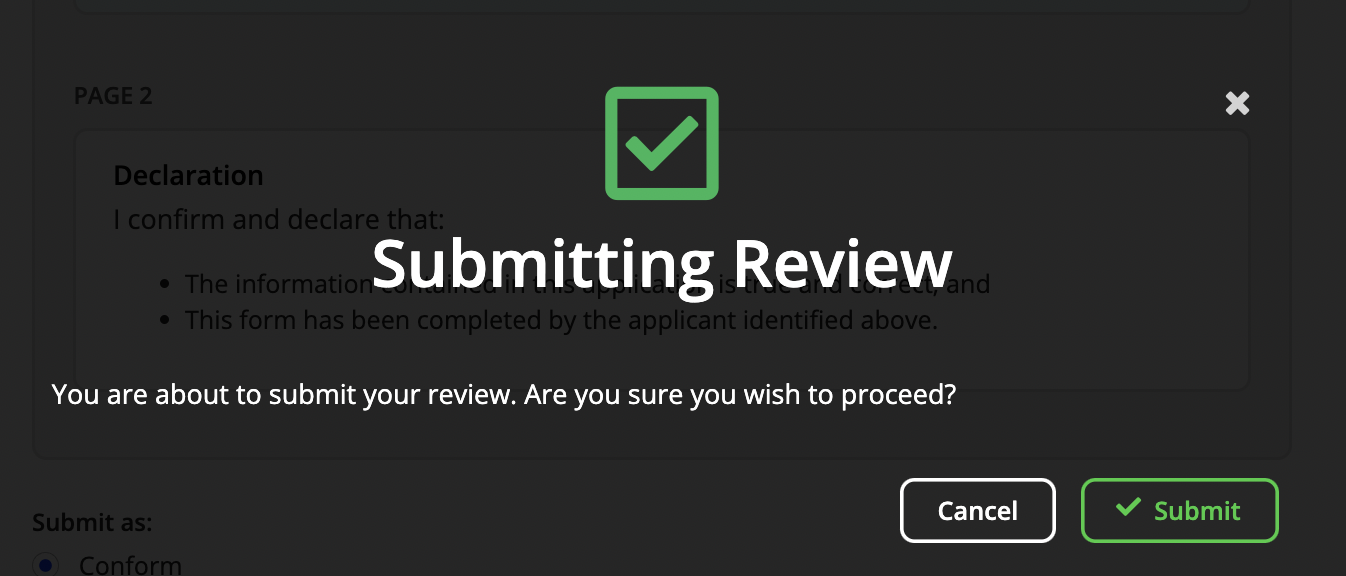 PAGE 2
Declaration
I confirm and declare that:
Submitting Review
• The information contained in this application is true and correct, and
• This form has been completed by the applicant identified above.
You are about to submit your review. Are you sure you wish to proceed?
Cancel
Submit
Submit as:
Conform